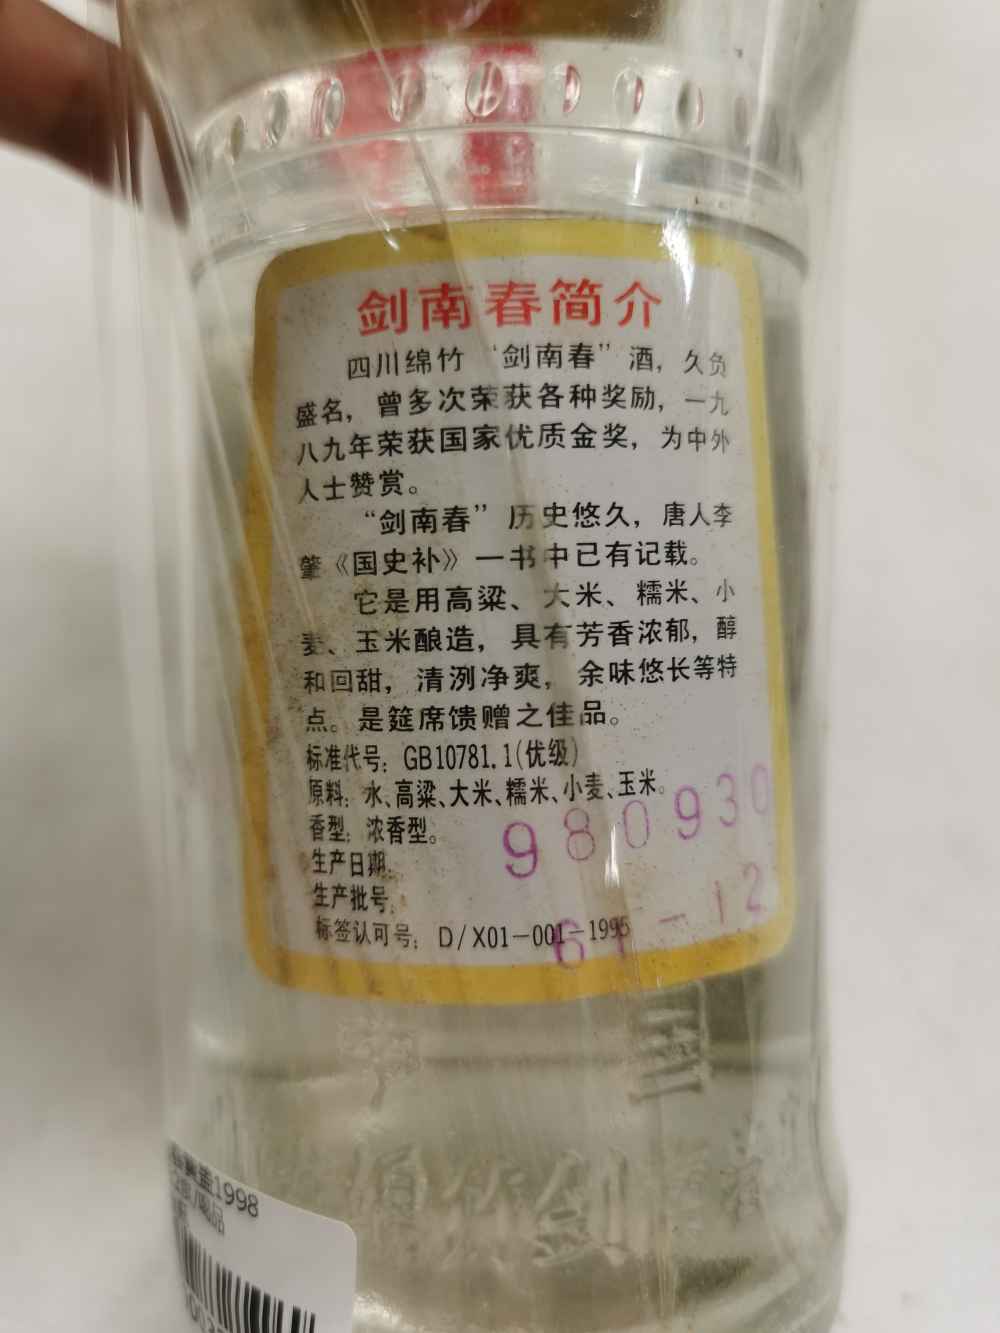 剑南春简介
四川绵竹“剑南春”酒，久负
盛名，曾多次荣获各种奖励，一九
八九年荣获国家优质金奖，为中外
人士赞赏。
“剑南春”历史悠久，唐人李
肇《国史补》一书中已有记载。
它是用高粱、大米、糯米、小
麦、玉米酿造，具有芳香浓郁，醇
和回甜，清洌净爽，余味悠长等特
点。是筵席馈赠之佳品。
标准代号：GB10781.1(优级)
原料：水、高粱、大米、糯米、小麦、玉米。
香型：浓香型。
980930
生产日期：
生产批号：
61-12
标签认可号：D/X01-001-1995
盖1998
品